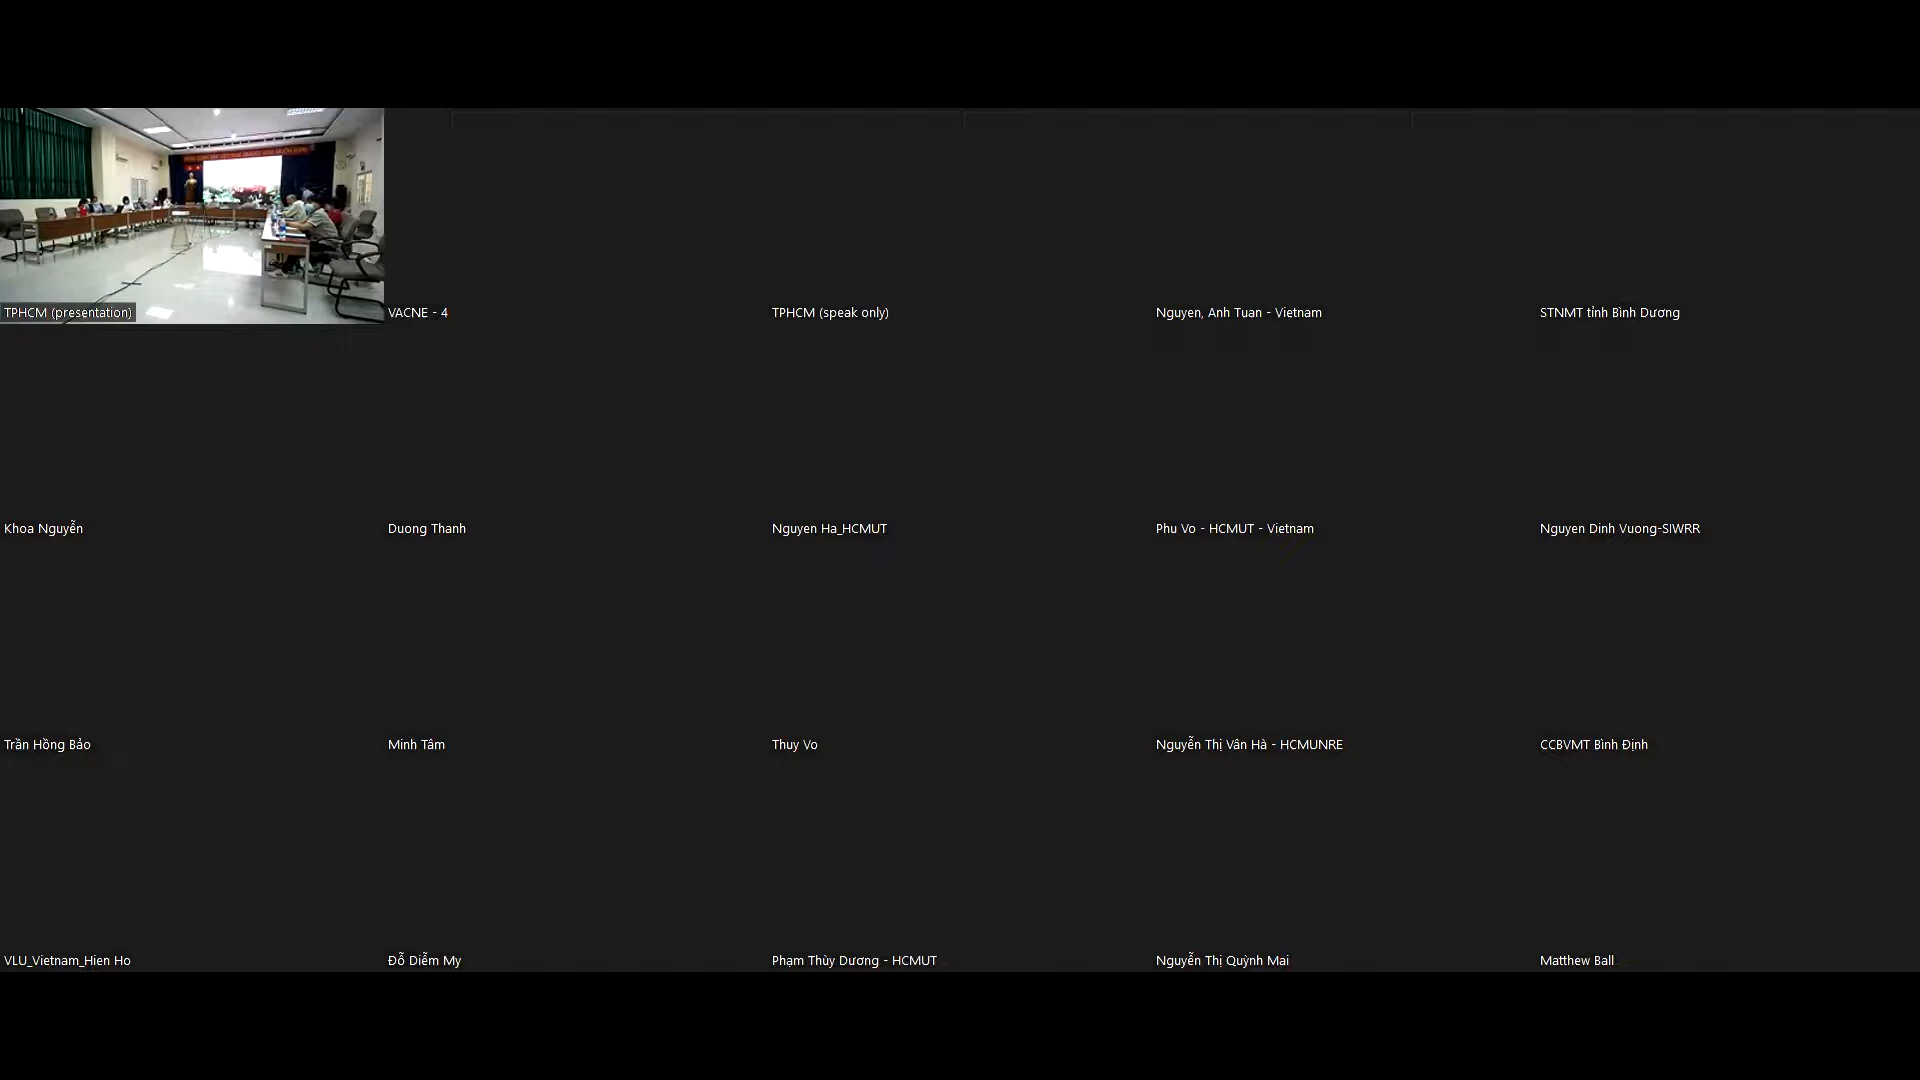 TPHCM (presentation)
VACNE - 4
TPHCM (speak only)
Nguyen, Anh Tuan - Vietnam
STNMT tỉnh Bình Dương
Khoa Nguyễn
Duong Thanh
Nguyen Ha_HCMUT
Phu Vo - HCMUT - Vietnam
Nguyen Dinh Vuong-SIWRR
Trần Hồng Bảo
Minh Tâm
Thuy Vo
Nguyễn Thị Vân Hà - HCMUNRE
CCBVMT Bình Định
VLU_Vietnam_Hien Ho
Đỗ Diễm My
Phạm Thùy Dương - HCMUT
Nguyễn Thị Quỳnh Mai
Matthew Ball